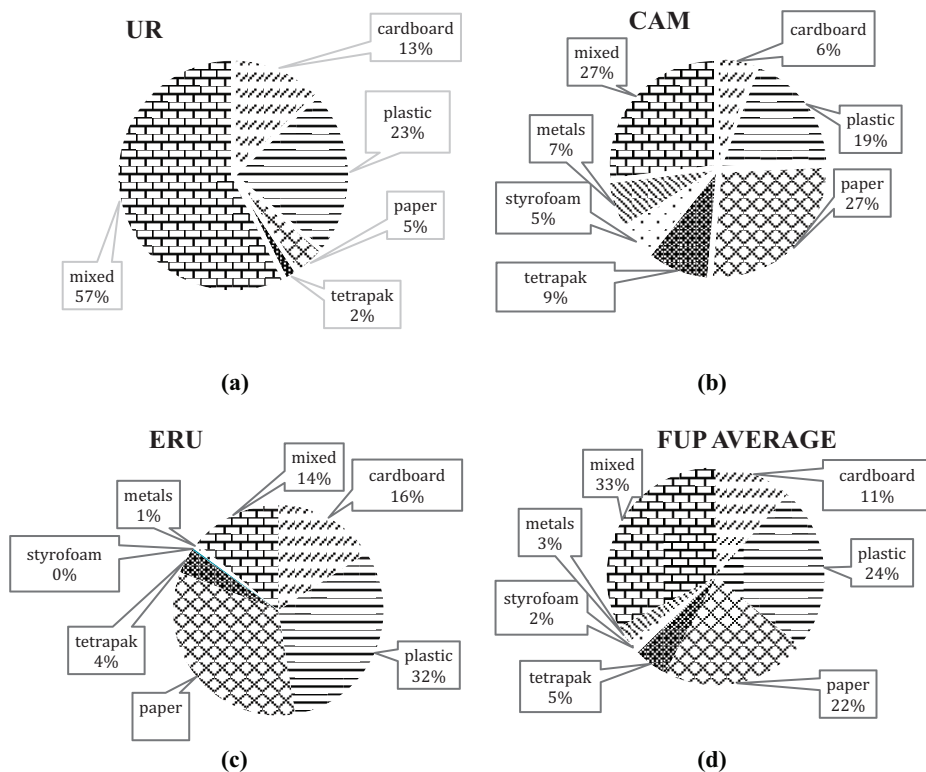 UR
cardboard
13%
plastic
23%
paper
5%
tetrapak
2%
mixed
57%
(a)
CAM
cardboard
6%
plastic
19%
paper
27%
tetrapak
9%
styrofoam
5%
metals
7%
mixed
27%
(b)
ERU
mixed
14%
cardboard
16%
metals
1%
styrofoam
0%
tetrapak
4%
paper
plastic
32%
(c)
FUP AVERAGE
mixed
33%
cardboard
11%
metals
3%
plastic
24%
styrofoam
2%
tetrapak
5%
paper
22%
(d)